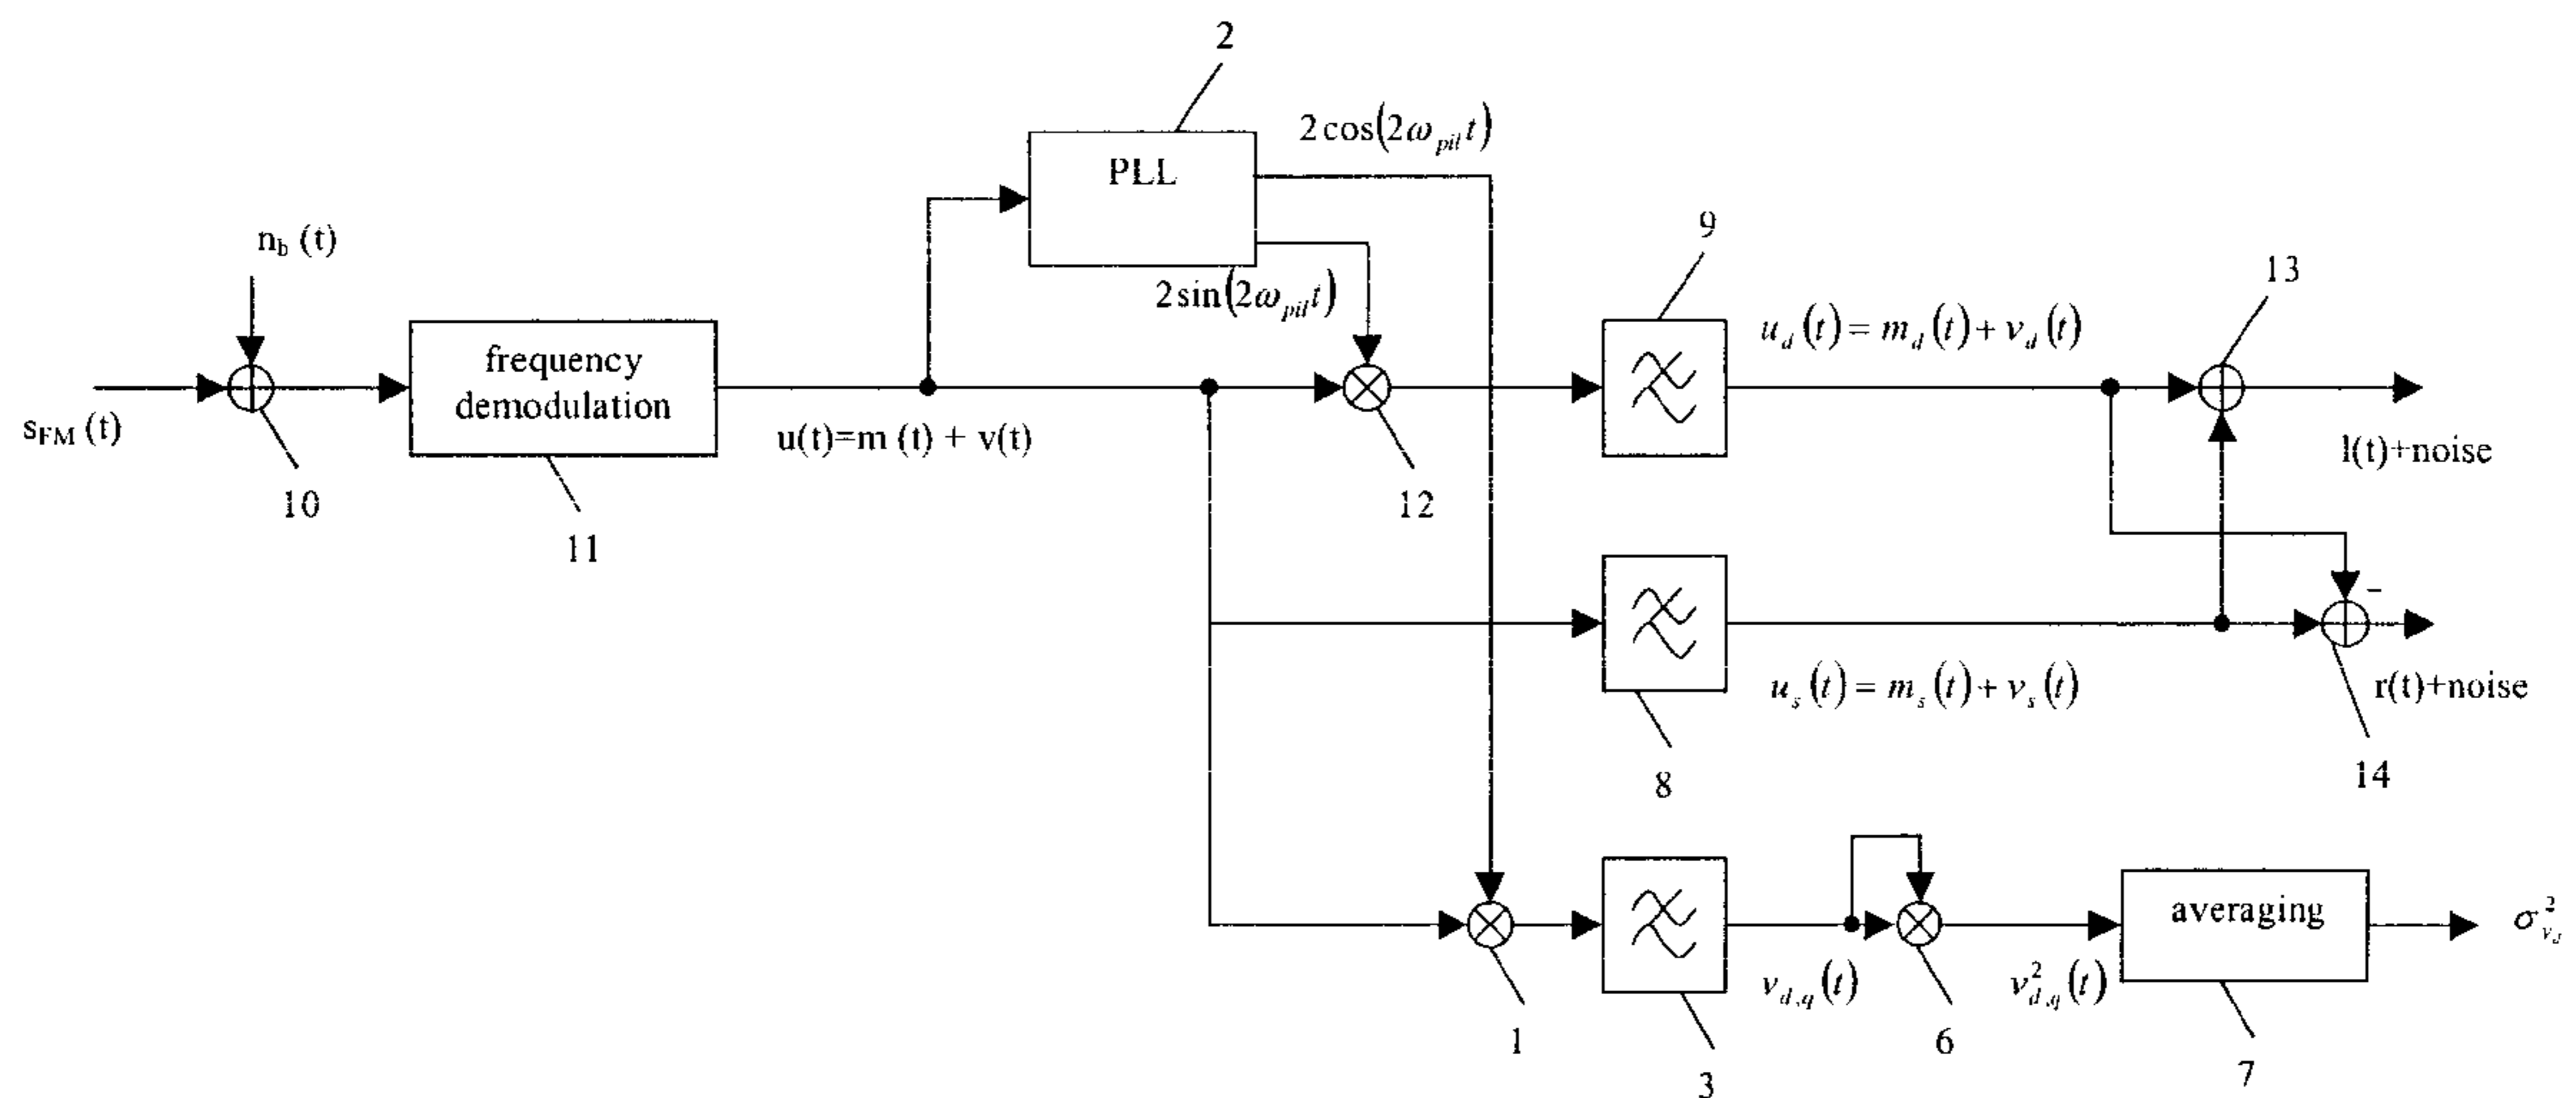 2
2cos(2ω_pil t)
PLL
9
n_b (t)
13
2sin(2ω_pil t)
u_d(t) = m_d(t) + v_d(t)
frequency
demodulation
s_FM (t)
u(t)=m (t) + v(t)
l(t)+noise
10
12
11
-
u_s(t) = m_s(t) + v_s(t)
r(t)+noise
8
14
averaging
σ²_v_d
v_d,q(t)
v²_d,q(t)
1
6
3
7